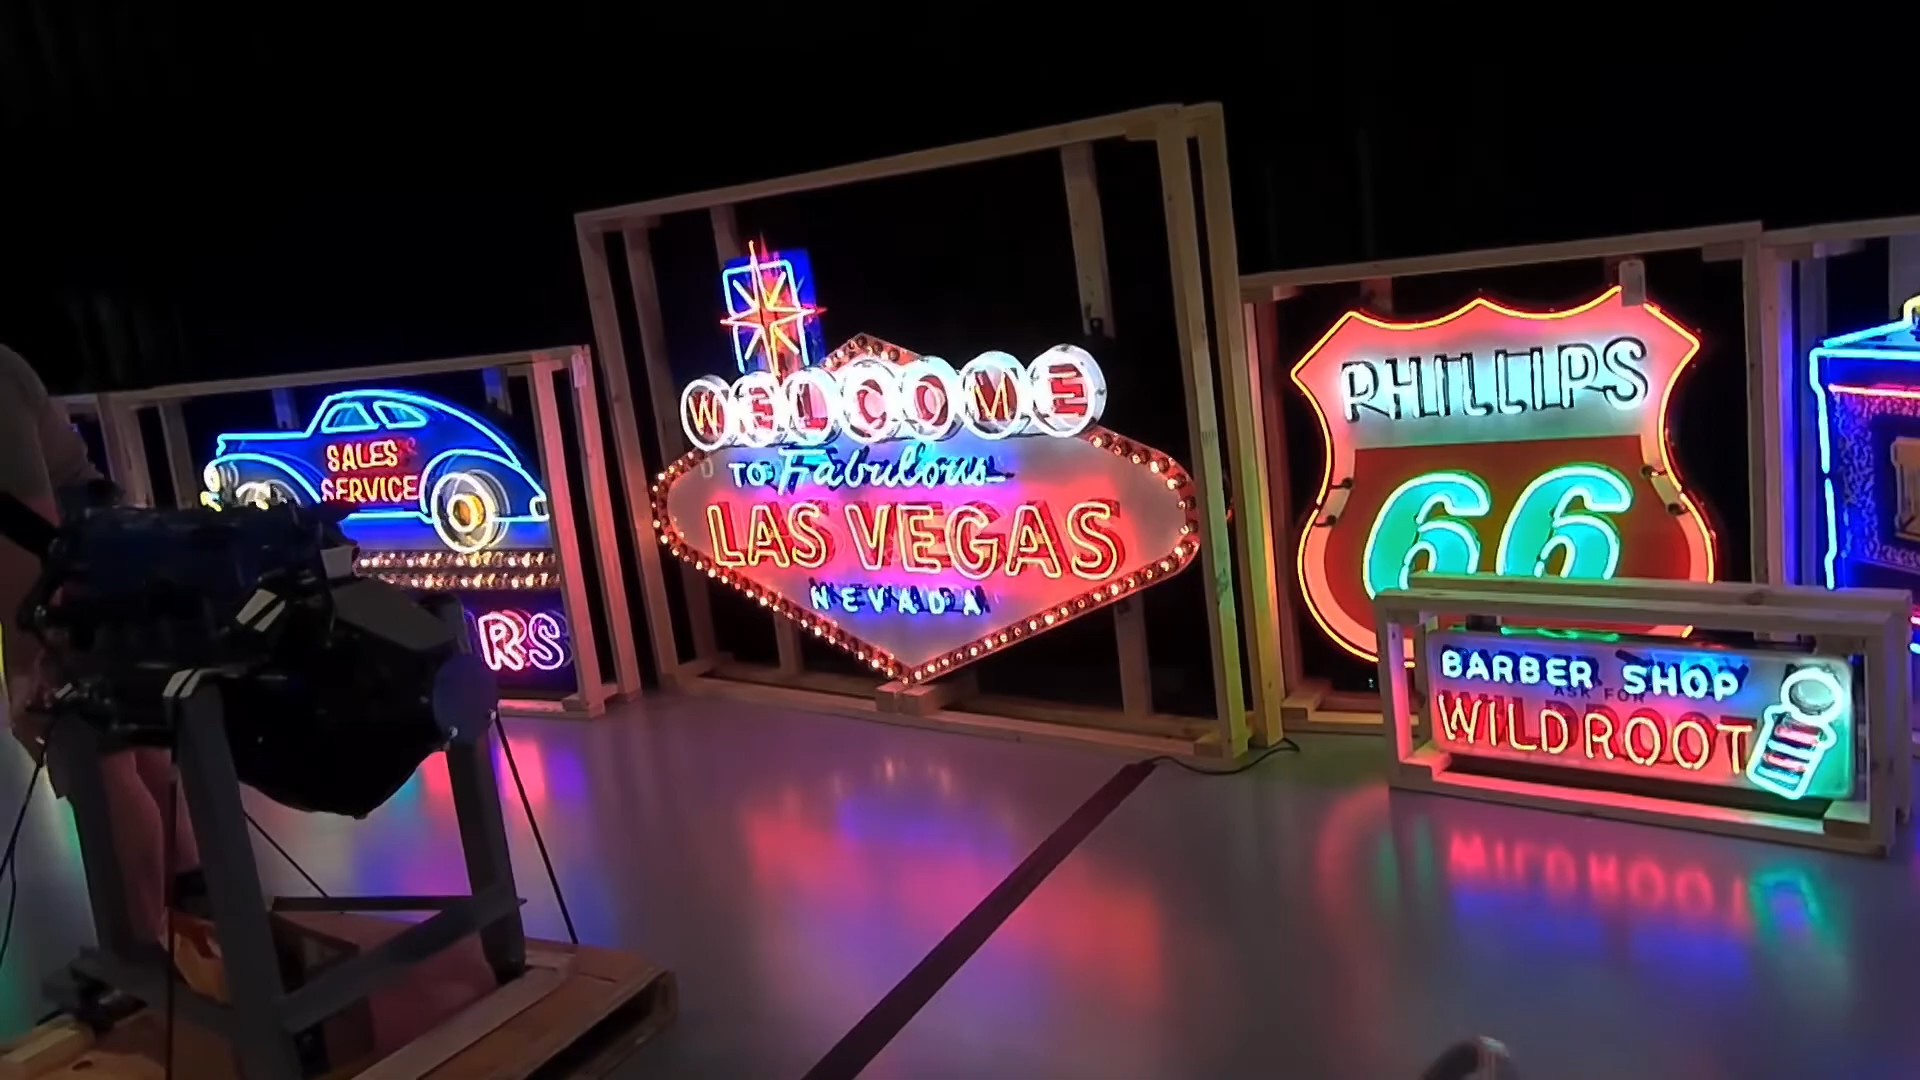 SALES
SERVICE
RS
WELCOME
TO Fabulous
LAS VEGAS
NEVADA
PHILLIPS
66
BARBER SHOP
ASK FOR
WILDROOT